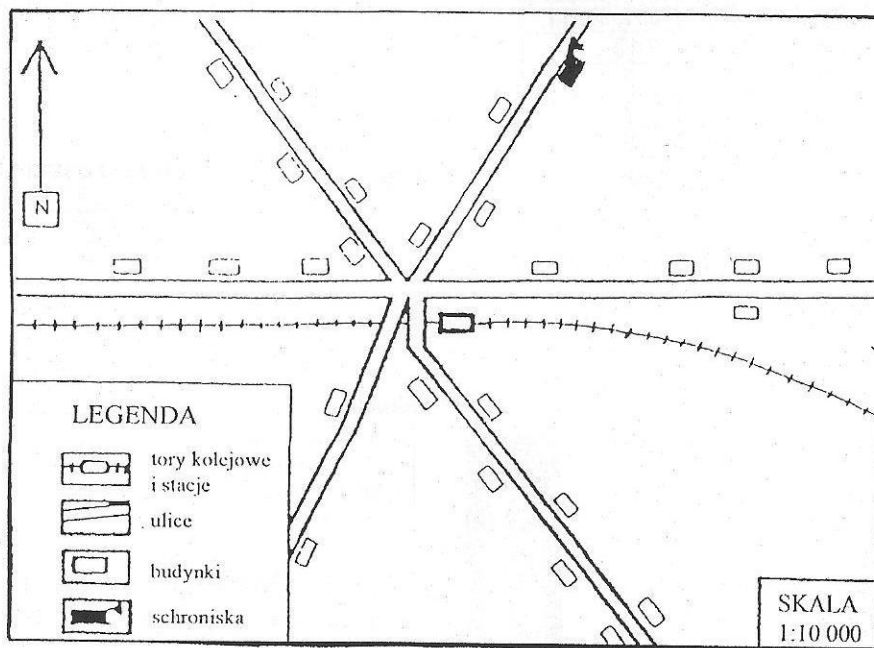 N
LEGENDA
tory kolejowe
i stacje
ulice
budynki
schroniska
SKALA
1:10 000